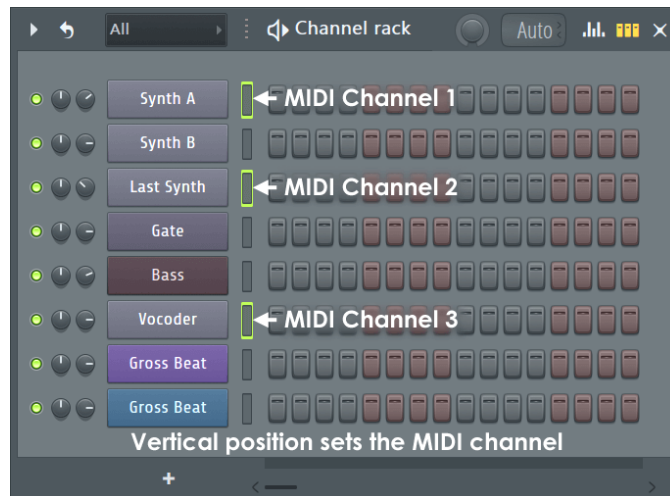 All Channel rack Auto
Synth A MIDI Channel 1
Synth B
Last Synth MIDI Channel 2
Gate
Bass
Vocoder MIDI Channel 3
Gross Beat
Gross Beat
Vertical position sets the MIDI channel
+